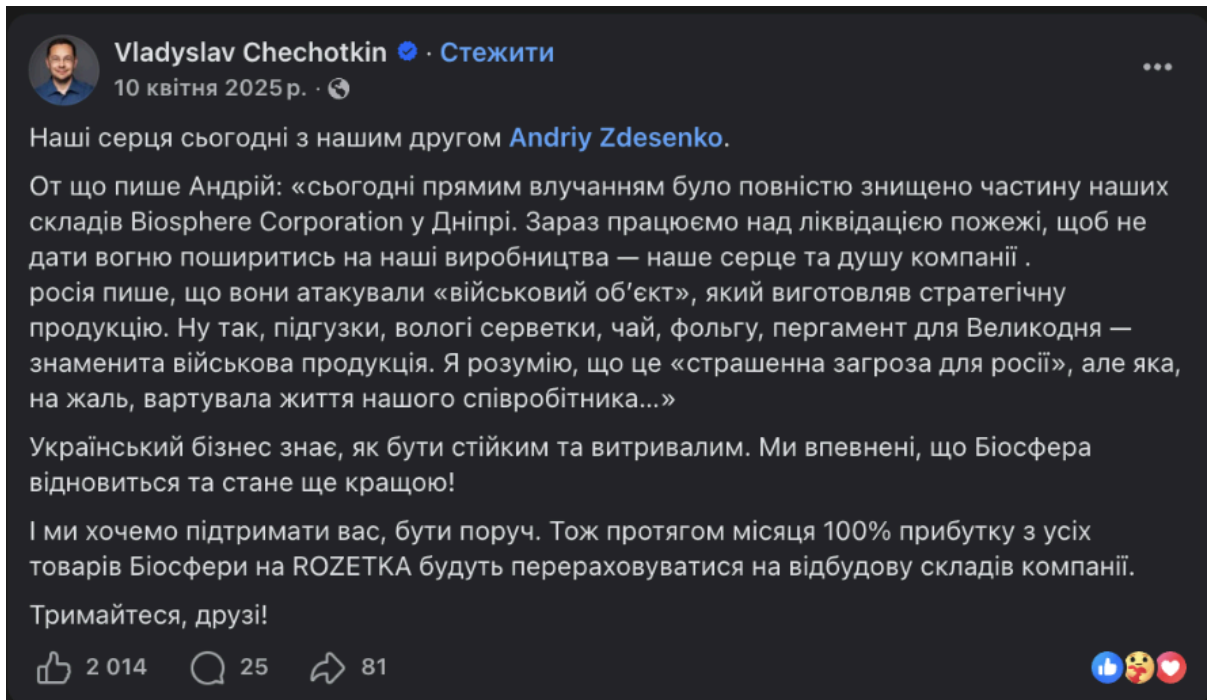 Vladyslav Chechotkin · Стежити
10 квітня 2025 р. ·
Наші серця сьогодні з нашим другом Andriy Zdesenko.
От що пише Андрій: «сьогодні прямим влучанням було повністю знищено частину наших
складів Biosphere Corporation у Дніпрі. Зараз працюємо над ліквідацією пожежі, щоб не
дати вогню поширитись на наші виробництва — наше серце та душу компанії .
росія пише, що вони атакували «військовий об’єкт», який виготовляв стратегічну
продукцію. Ну так, підгузки, вологі серветки, чай, фольгу, пергамент для Великодня —
знаменита військова продукція. Я розумію, що це «страшенна загроза для росії», але яка,
на жаль, вартувала життя нашого співробітника...»
Український бізнес знає, як бути стійким та витривалим. Ми впевнені, що Біосфера
відновиться та стане ще кращою!
І ми хочемо підтримати вас, бути поруч. Тож протягом місяця 100% прибутку з усіх
товарів Біосфери на ROZETKA будуть перераховуватися на відбудову складів компанії.
Тримайтеся, друзі!
2 014 25 81